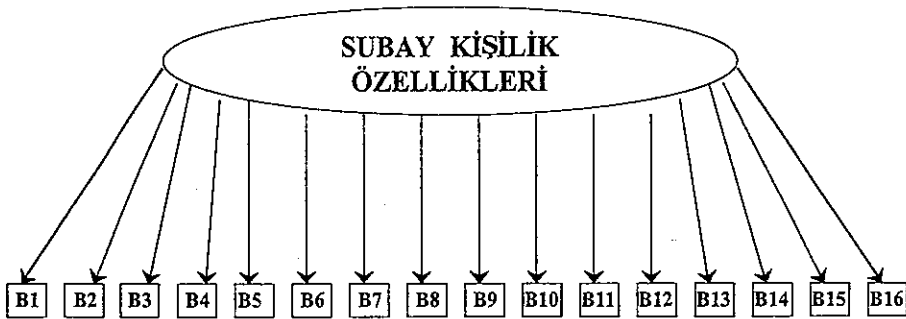 SUBAY KİŞİLİK
ÖZELLİKLERİ
B1 B2 B3 B4 B5 B6 B7 B8 B9 B10 B11 B12 B13 B14 B15 B16